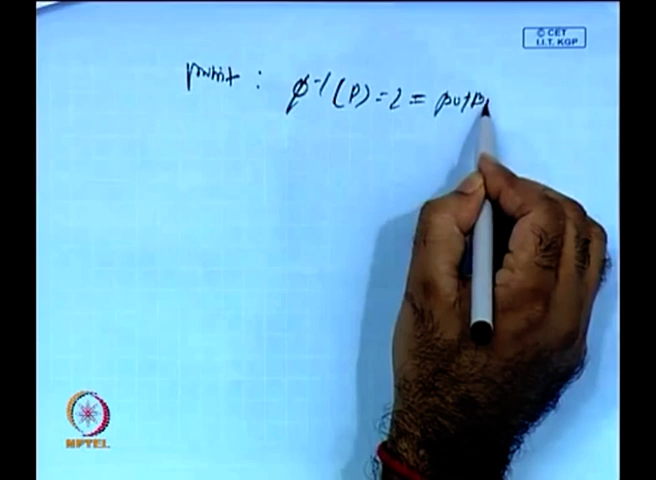 © CET
I.I.T. KGP
probit : φ⁻¹(P) = z = β0+β
NPTEL